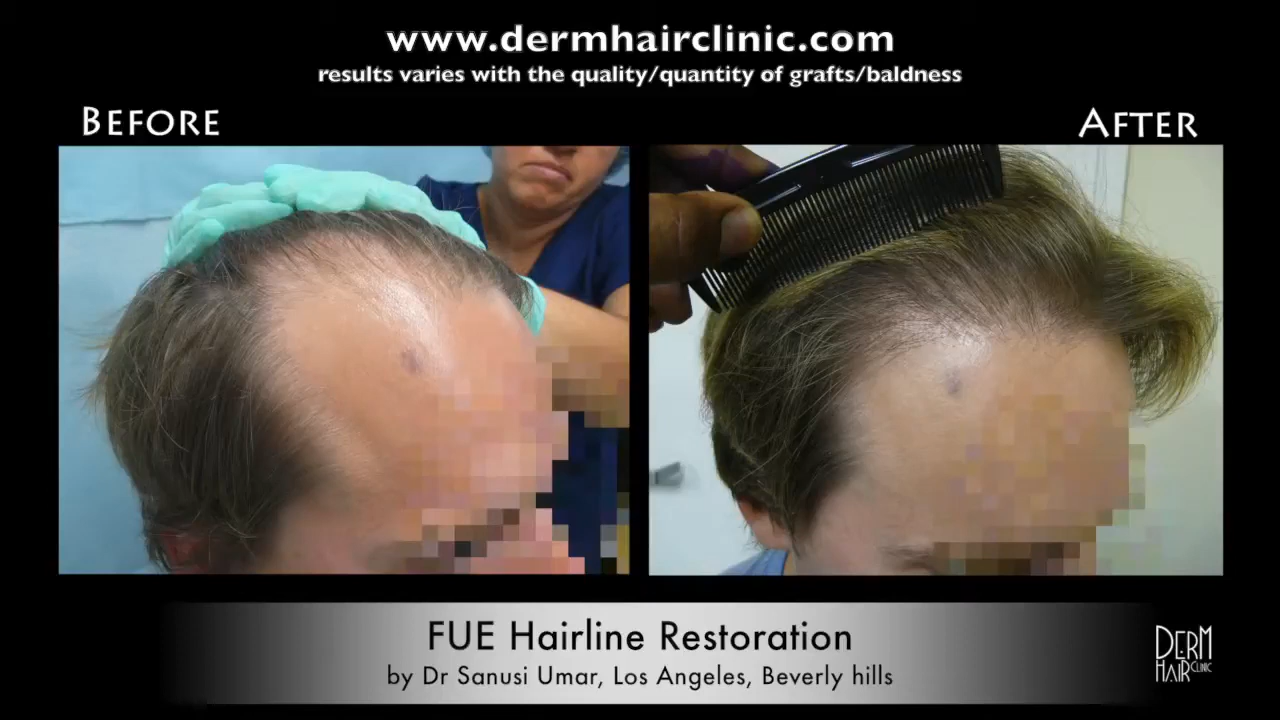 www.dermhairclinic.com
results varies with the quality/quantity of grafts/baldness
BEFORE
AFTER
FUE Hairline Restoration
by Dr Sanusi Umar, Los Angeles, Beverly hills
DERM
HAIR CLINIC